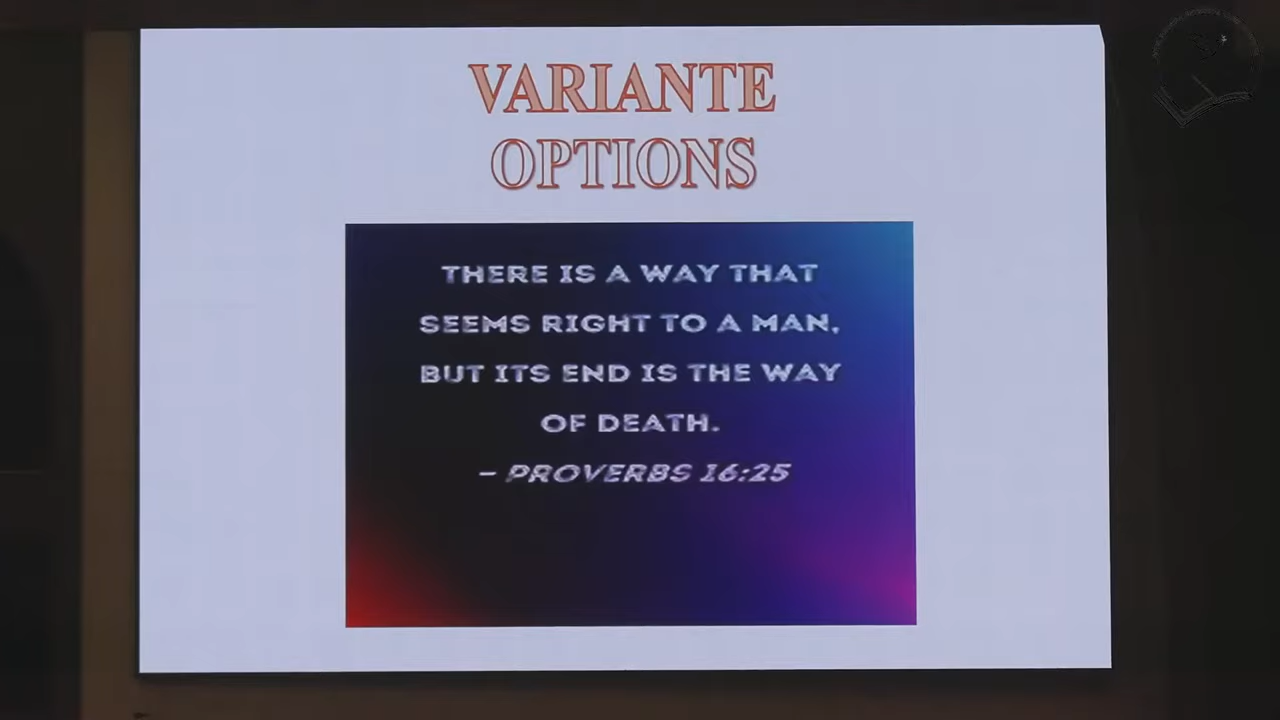 VARIANTE
OPTIONS
THERE IS A WAY THAT
SEEMS RIGHT TO A MAN,
BUT ITS END IS THE WAY
OF DEATH.
– PROVERBS 16:25